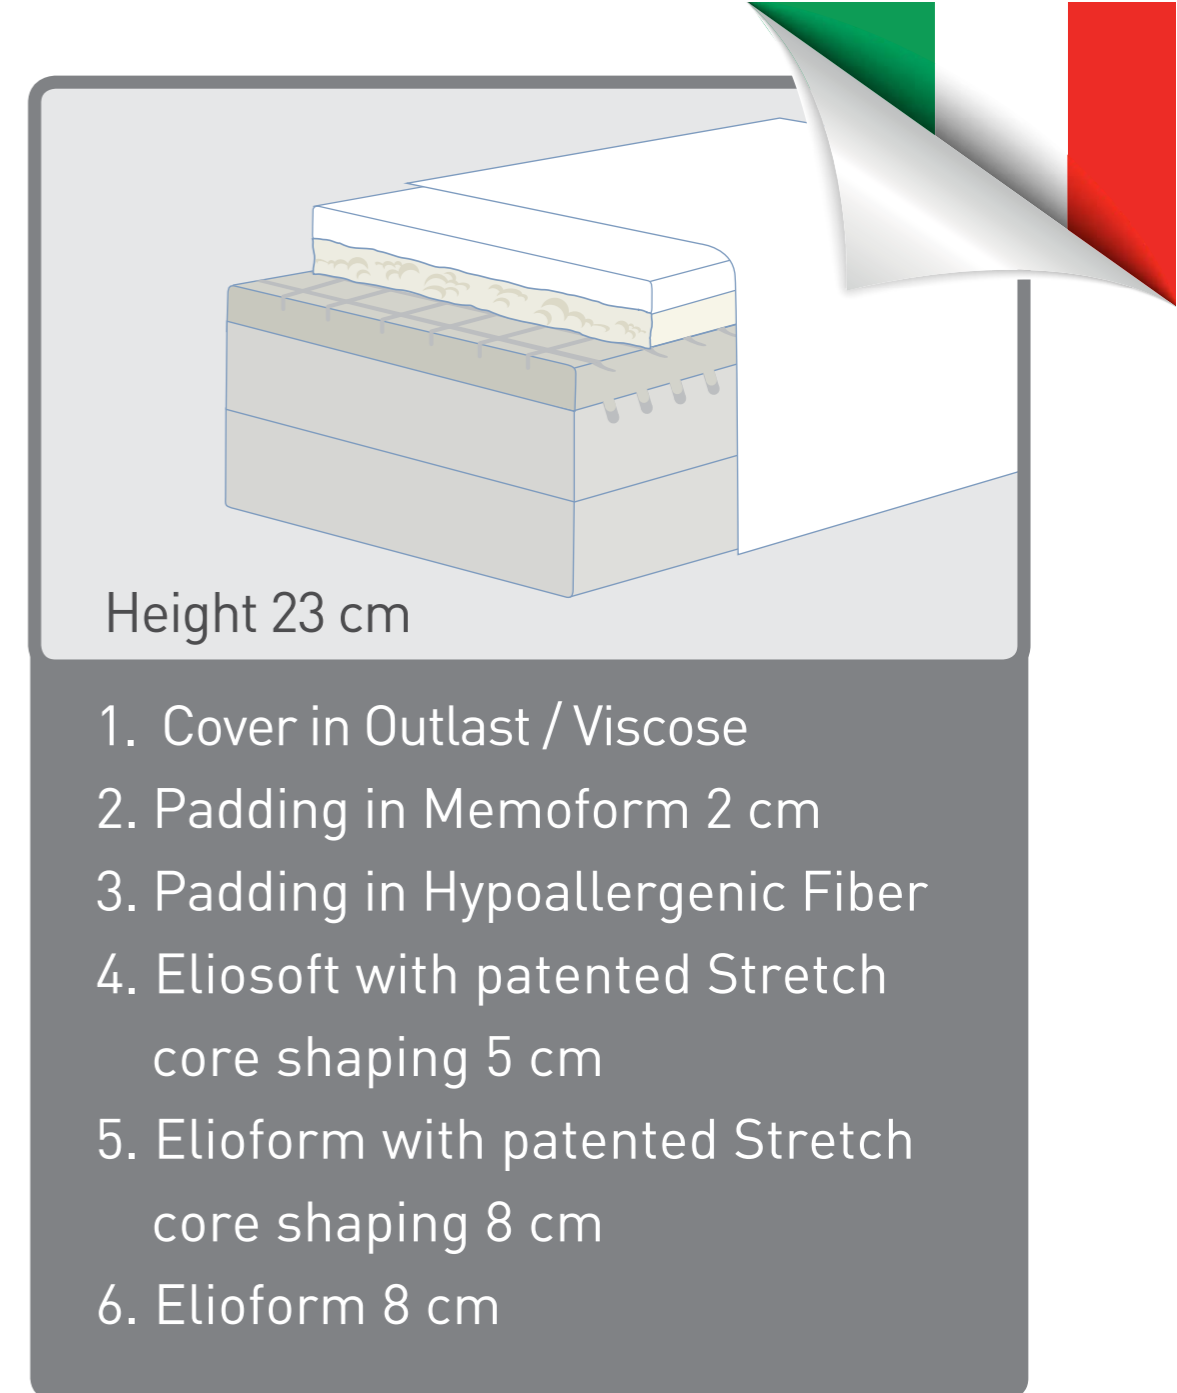 Height 23 cm
1. Cover in Outlast / Viscose
2. Padding in Memoform 2 cm
3. Padding in Hypoallergenic Fiber
4. Eliosoft with patented Stretch
core shaping 5 cm
5. Elioform with patented Stretch
core shaping 8 cm
6. Elioform 8 cm